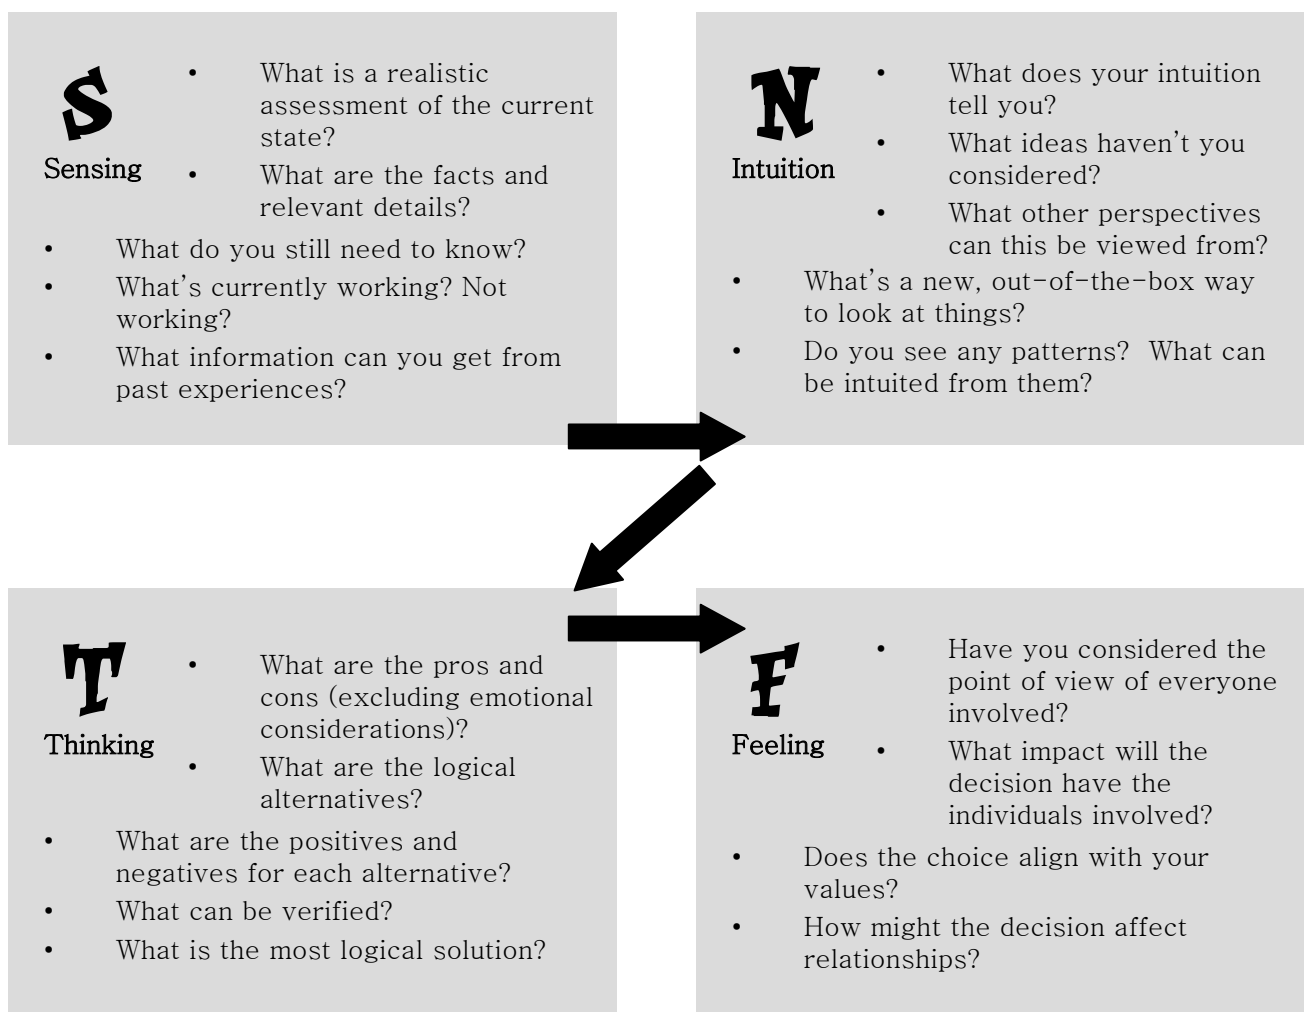 S
Sensing
• What is a realistic
assessment of the current
state?
• What are the facts and
relevant details?
• What do you still need to know?
• What's currently working? Not
working?
• What information can you get from
past experiences?
N
Intuition
• What does your intuition
tell you?
• What ideas haven't you
considered?
• What other perspectives
can this be viewed from?
• What's a new, out-of-the-box way
to look at things?
• Do you see any patterns? What can
be intuited from them?
T
Thinking
• What are the pros and
cons (excluding emotional
considerations)?
• What are the logical
alternatives?
• What are the positives and
negatives for each alternative?
• What can be verified?
• What is the most logical solution?
F
Feeling
• Have you considered the
point of view of everyone
involved?
• What impact will the
decision have the
individuals involved?
• Does the choice align with your
values?
• How might the decision affect
relationships?